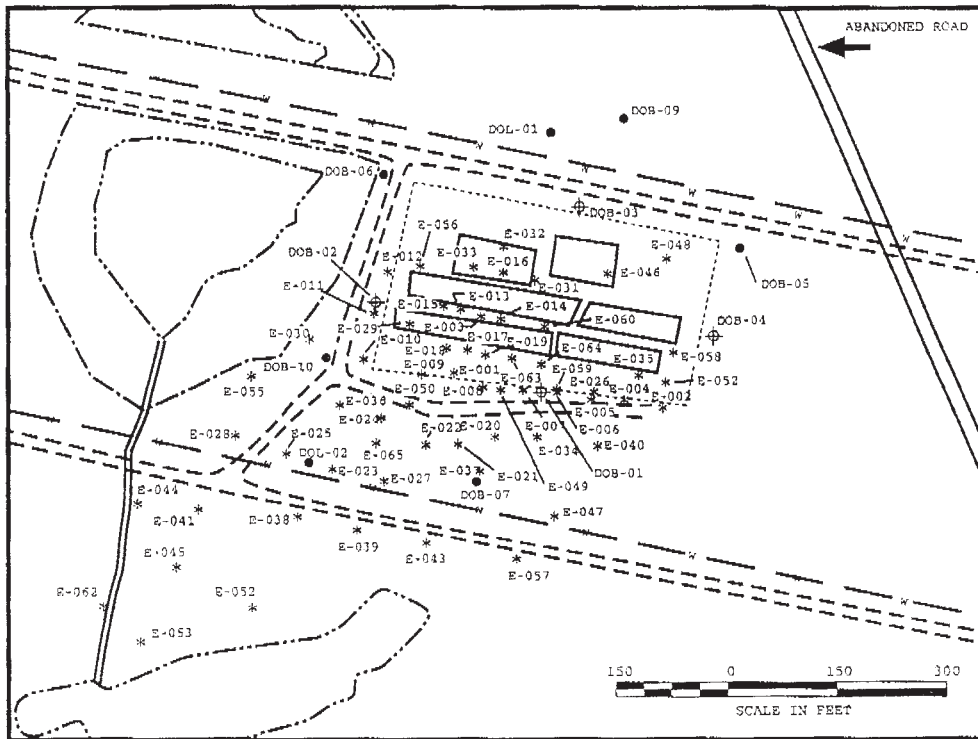 ABANDONED ROAD
DOB-09
DOL-01
W
W
W
W
W
W
DOB-06
DOB-03
E-056
E-032
E-048
DOB-02
E-012
E-033
E-016
E-046
DOB-05
E-011
E-031
E-013
E-015
E-014
E-030
E-029
E-003
E-060
DOB-04
E-017
E-010
E-018
E-019
E-064
E-035
E-058
DOB-10
E-009
E-001
E-059
E-055
E-063
E-026
E-004
E-052
E-050
E-008
E-002
E-036
E-005
E-024
E-007
E-006
E-028
E-025
E-022
E-020
E-034
E-040
DOL-02
E-065
W
E-023
E-021
DOB-01
E-027
E-037
DOB-07
E-049
E-044
E-041
E-038
E-047
W
W
E-039
E-043
E-045
E-057
W
W
E-062
E-052
W
E-053
150 0 150 300
SCALE IN FEET